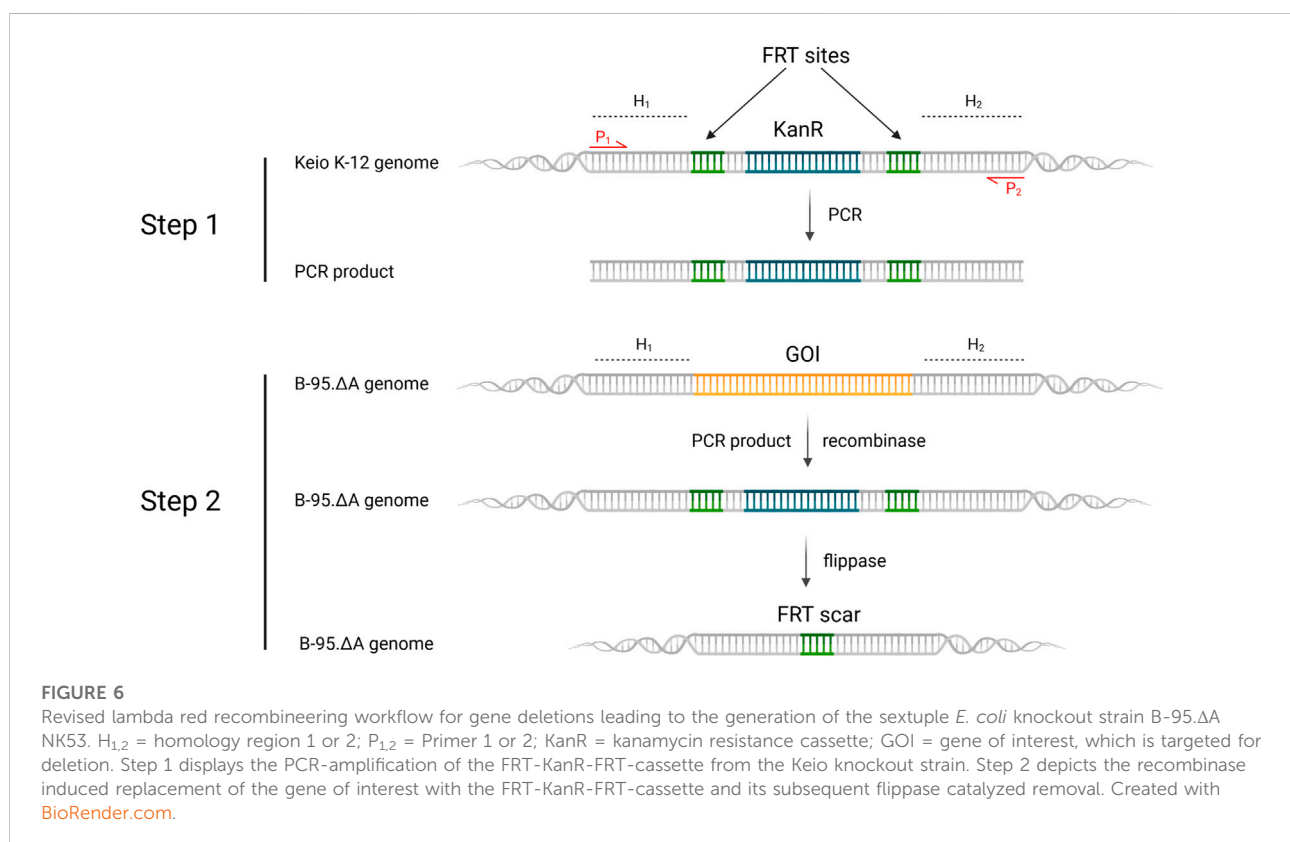 FRT sites
H₁
H₂
KanR
P₁
Keio K-12 genome
P₂
Step 1
PCR
PCR product
H₁
GOI
H₂
B-95.ΔA genome
PCR product
recombinase
Step 2
B-95.ΔA genome
flippase
FRT scar
B-95.ΔA genome
FIGURE 6
Revised lambda red recombineering workflow for gene deletions leading to the generation of the sextuple E. coli knockout strain B-95.ΔA
NK53. H₁,₂ = homology region 1 or 2; P₁,₂ = Primer 1 or 2; KanR = kanamycin resistance cassette; GOI = gene of interest, which is targeted for
deletion. Step 1 displays the PCR-amplification of the FRT-KanR-FRT-cassette from the Keio knockout strain. Step 2 depicts the recombinase
induced replacement of the gene of interest with the FRT-KanR-FRT-cassette and its subsequent flippase catalyzed removal. Created with
BioRender.com.